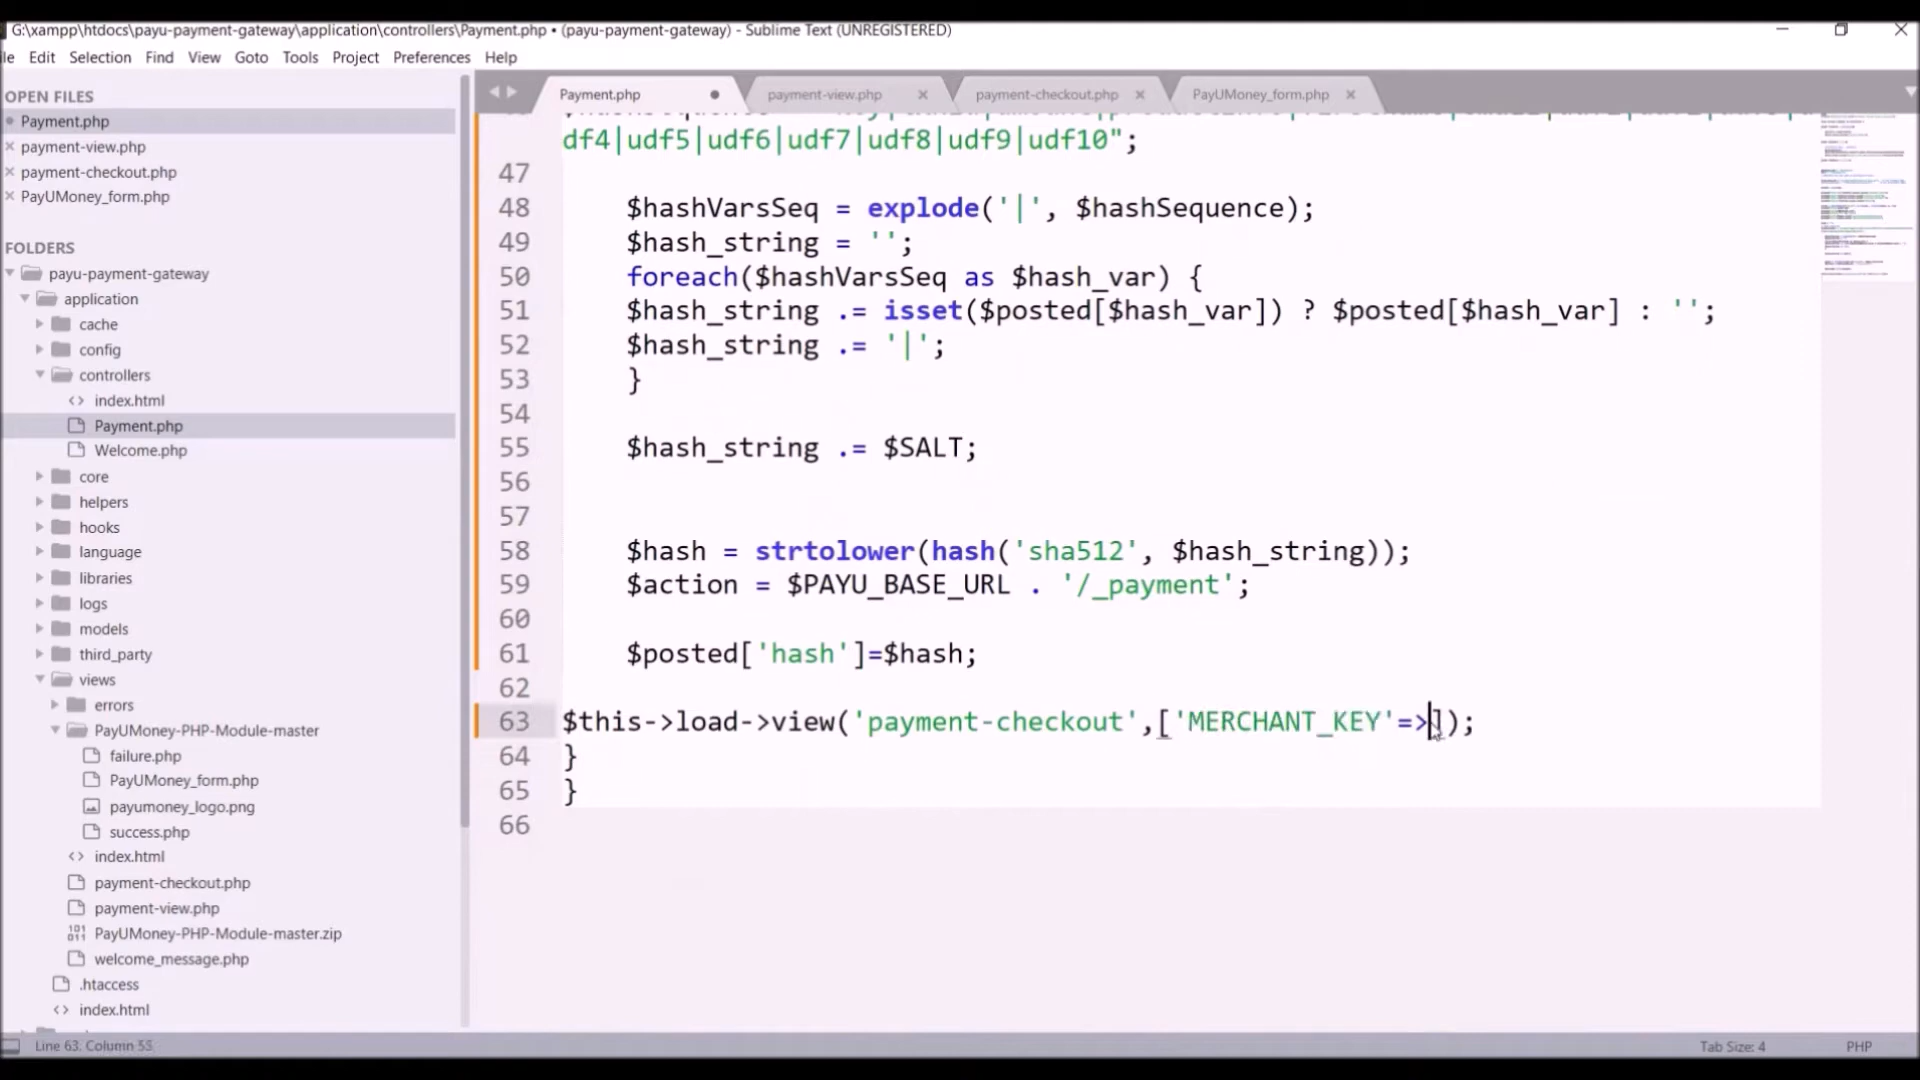 G:\xampp\htdocs\payu-payment-gateway\application\controllers\Payment.php • (payu-payment-gateway) - Sublime Text (UNREGISTERED)
le Edit Selection Find View Goto Tools Project Preferences Help
OPEN FILES
Payment.php
payment-view.php
payment-checkout.php
PayUMoney_form.php
FOLDERS
payu-payment-gateway
application
cache
config
controllers
index.html
Payment.php
Welcome.php
core
helpers
hooks
language
libraries
logs
models
third_party
views
errors
PayUMoney-PHP-Module-master
failure.php
PayUMoney_form.php
payumoney_logo.png
success.php
index.html
payment-checkout.php
payment-view.php
PayUMoney-PHP-Module-master.zip
welcome_message.php
.htaccess
index.html
Payment.php payment-view.php payment-checkout.php PayUMoney_form.php
df4|udf5|udf6|udf7|udf8|udf9|udf10";
47
48 $hashVarsSeq = explode('|', $hashSequence);
49 $hash_string = '';
50 foreach($hashVarsSeq as $hash_var) {
51 $hash_string .= isset($posted[$hash_var]) ? $posted[$hash_var] : '';
52 $hash_string .= '|';
53 }
54
55 $hash_string .= $SALT;
56
57
58 $hash = strtolower(hash('sha512', $hash_string));
59 $action = $PAYU_BASE_URL . '/_payment';
60
61 $posted['hash']=$hash;
62
63 $this->load->view('payment-checkout',['MERCHANT_KEY'=>]);
64 }
65 }
66
Line 63, Column 55
Tab Size: 4
PHP